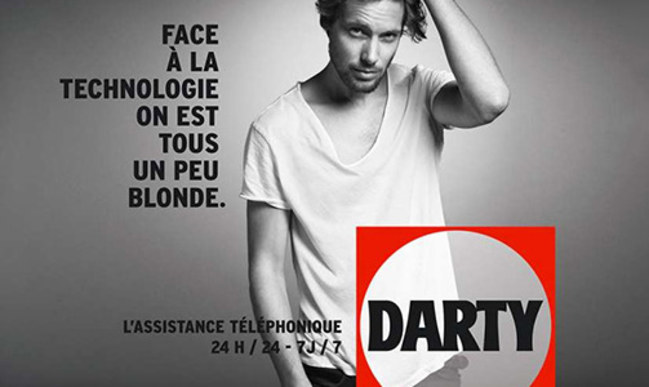 FACE
À LA
TECHNOLOGIE
ON EST
TOUS
UN PEU
BLONDE.
L'ASSISTANCE TÉLÉPHONIQUE
24 H / 24 - 7J / 7
DARTY